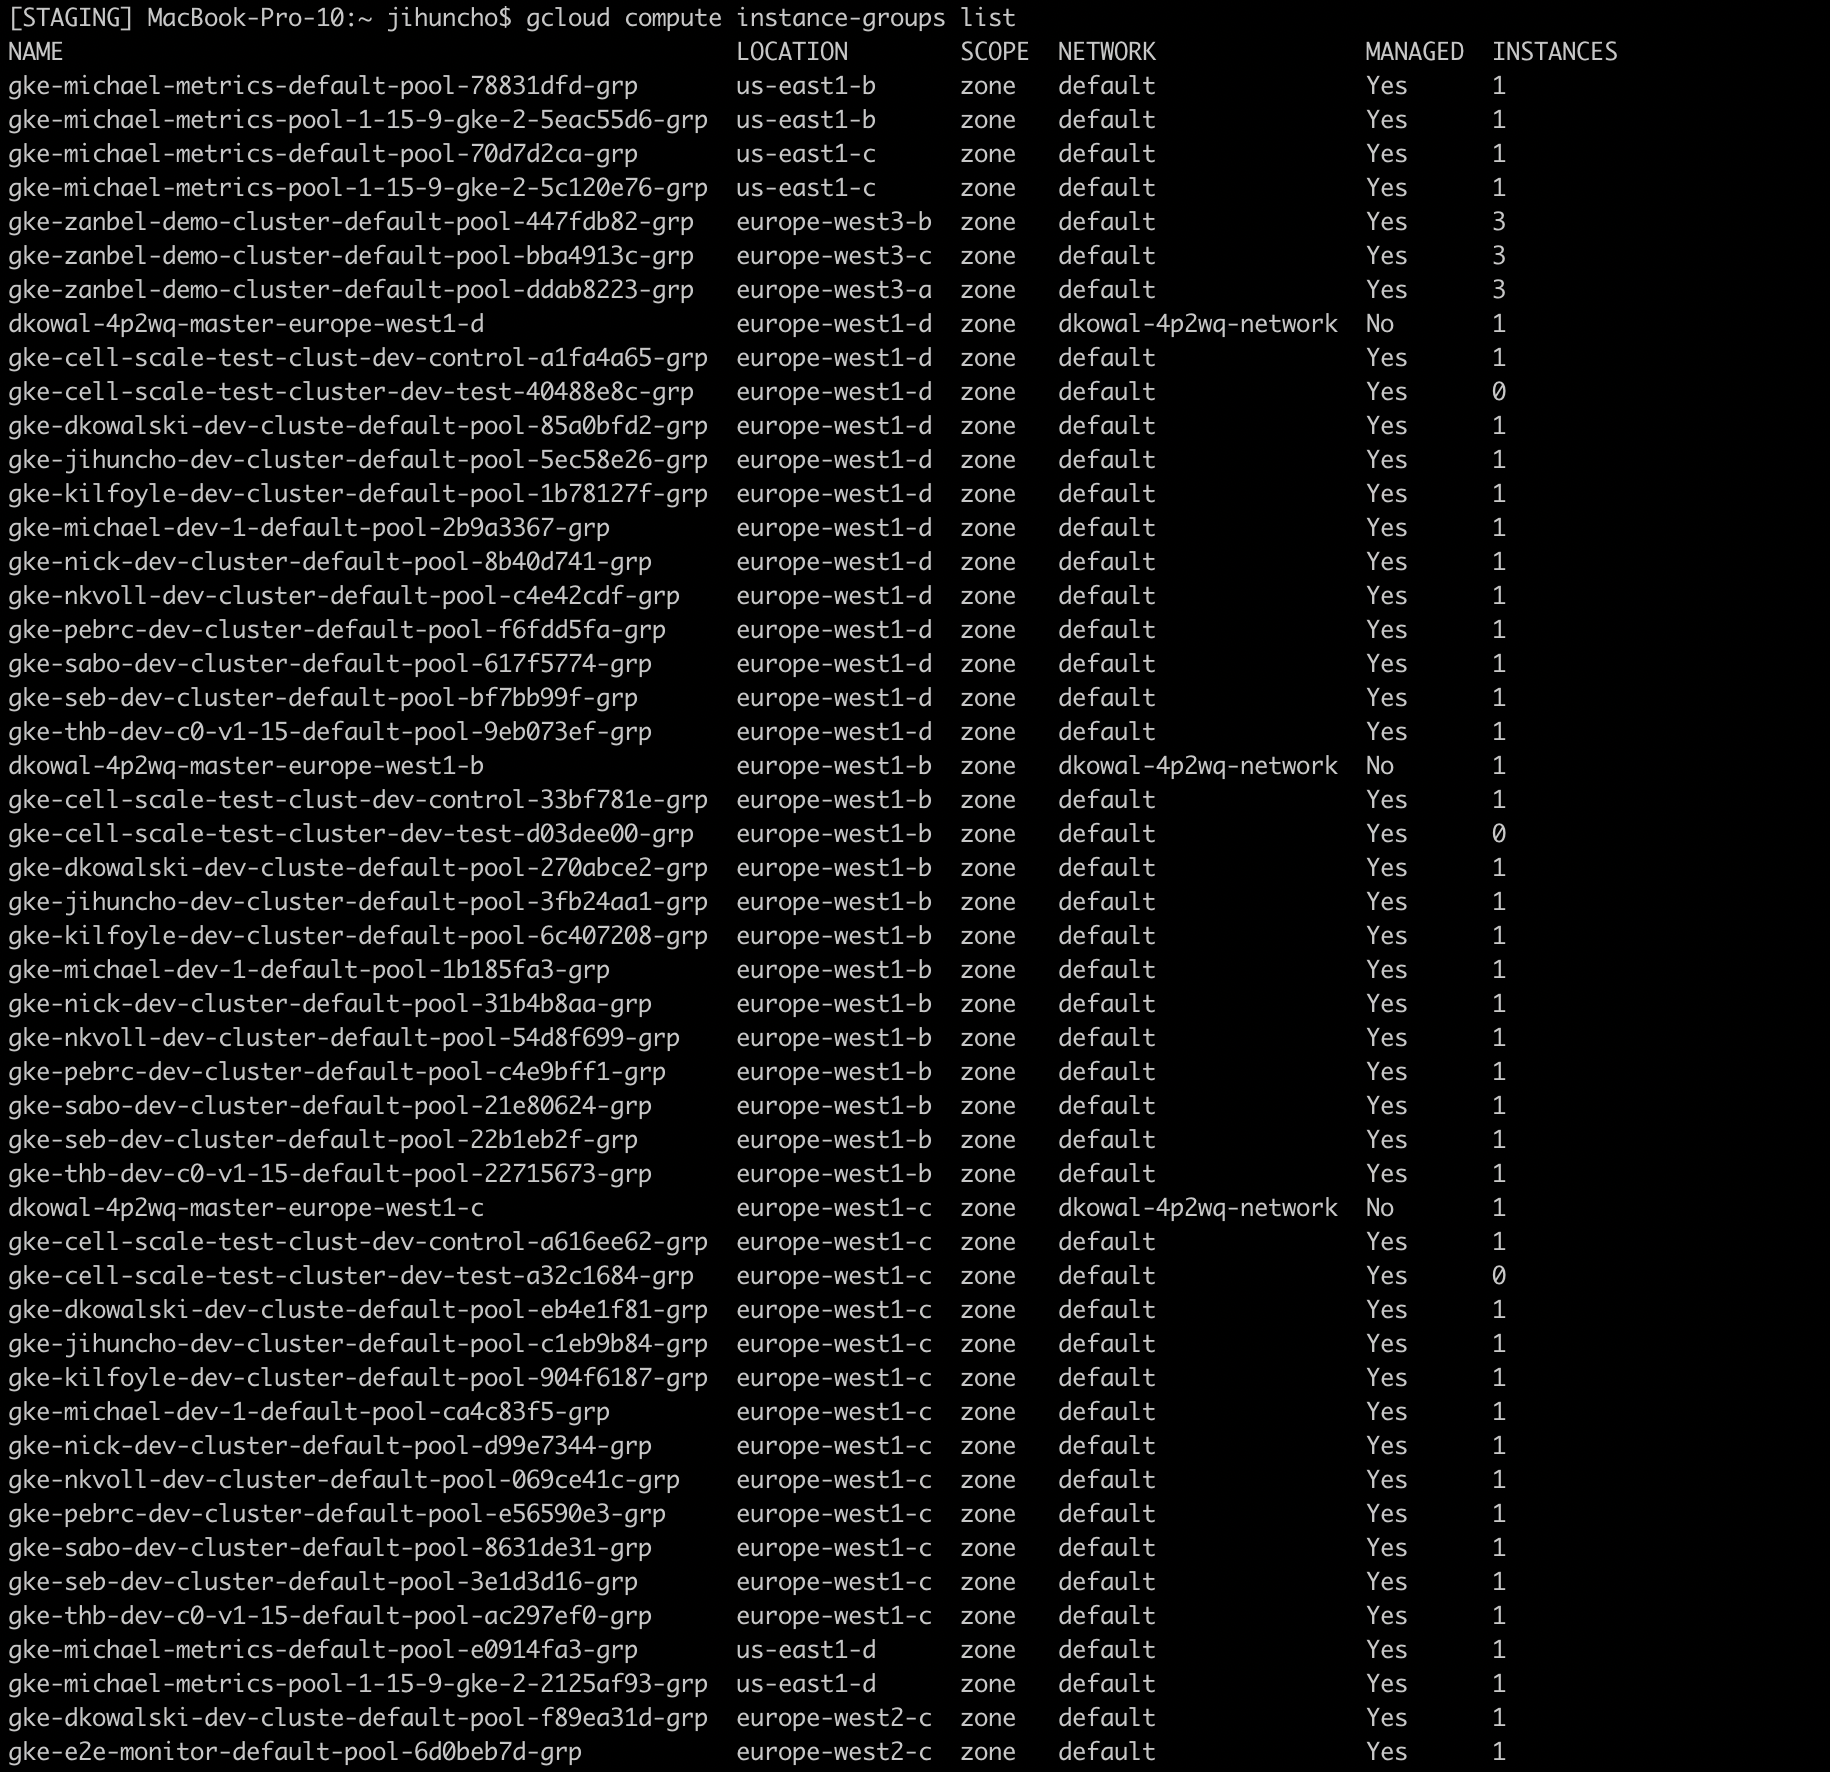 [STAGING] MacBook-Pro-10:~ jihuncho$ gcloud compute instance-groups list
NAME LOCATION SCOPE NETWORK MANAGED INSTANCES
gke-michael-metrics-default-pool-78831dfd-grp us-east1-b zone default Yes 1
gke-michael-metrics-pool-1-15-9-gke-2-5eac55d6-grp us-east1-b zone default Yes 1
gke-michael-metrics-default-pool-70d7d2ca-grp us-east1-c zone default Yes 1
gke-michael-metrics-pool-1-15-9-gke-2-5c120e76-grp us-east1-c zone default Yes 1
gke-zanbel-demo-cluster-default-pool-447fdb82-grp europe-west3-b zone default Yes 3
gke-zanbel-demo-cluster-default-pool-bba4913c-grp europe-west3-c zone default Yes 3
gke-zanbel-demo-cluster-default-pool-ddab8223-grp europe-west3-a zone default Yes 3
dkowal-4p2wq-master-europe-west1-d europe-west1-d zone dkowal-4p2wq-network No 1
gke-cell-scale-test-clust-dev-control-a1fa4a65-grp europe-west1-d zone default Yes 1
gke-cell-scale-test-cluster-dev-test-40488e8c-grp europe-west1-d zone default Yes 0
gke-dkowalski-dev-cluste-default-pool-85a0bfd2-grp europe-west1-d zone default Yes 1
gke-jihuncho-dev-cluster-default-pool-5ec58e26-grp europe-west1-d zone default Yes 1
gke-kilfoyle-dev-cluster-default-pool-1b78127f-grp europe-west1-d zone default Yes 1
gke-michael-dev-1-default-pool-2b9a3367-grp europe-west1-d zone default Yes 1
gke-nick-dev-cluster-default-pool-8b40d741-grp europe-west1-d zone default Yes 1
gke-nkvoll-dev-cluster-default-pool-c4e42cdf-grp europe-west1-d zone default Yes 1
gke-pebrc-dev-cluster-default-pool-f6fdd5fa-grp europe-west1-d zone default Yes 1
gke-sabo-dev-cluster-default-pool-617f5774-grp europe-west1-d zone default Yes 1
gke-seb-dev-cluster-default-pool-bf7bb99f-grp europe-west1-d zone default Yes 1
gke-thb-dev-c0-v1-15-default-pool-9eb073ef-grp europe-west1-d zone default Yes 1
dkowal-4p2wq-master-europe-west1-b europe-west1-b zone dkowal-4p2wq-network No 1
gke-cell-scale-test-clust-dev-control-33bf781e-grp europe-west1-b zone default Yes 1
gke-cell-scale-test-cluster-dev-test-d03dee00-grp europe-west1-b zone default Yes 0
gke-dkowalski-dev-cluste-default-pool-270abce2-grp europe-west1-b zone default Yes 1
gke-jihuncho-dev-cluster-default-pool-3fb24aa1-grp europe-west1-b zone default Yes 1
gke-kilfoyle-dev-cluster-default-pool-6c407208-grp europe-west1-b zone default Yes 1
gke-michael-dev-1-default-pool-1b185fa3-grp europe-west1-b zone default Yes 1
gke-nick-dev-cluster-default-pool-31b4b8aa-grp europe-west1-b zone default Yes 1
gke-nkvoll-dev-cluster-default-pool-54d8f699-grp europe-west1-b zone default Yes 1
gke-pebrc-dev-cluster-default-pool-c4e9bff1-grp europe-west1-b zone default Yes 1
gke-sabo-dev-cluster-default-pool-21e80624-grp europe-west1-b zone default Yes 1
gke-seb-dev-cluster-default-pool-22b1eb2f-grp europe-west1-b zone default Yes 1
gke-thb-dev-c0-v1-15-default-pool-22715673-grp europe-west1-b zone default Yes 1
dkowal-4p2wq-master-europe-west1-c europe-west1-c zone dkowal-4p2wq-network No 1
gke-cell-scale-test-clust-dev-control-a616ee62-grp europe-west1-c zone default Yes 1
gke-cell-scale-test-cluster-dev-test-a32c1684-grp europe-west1-c zone default Yes 0
gke-dkowalski-dev-cluste-default-pool-eb4e1f81-grp europe-west1-c zone default Yes 1
gke-jihuncho-dev-cluster-default-pool-c1eb9b84-grp europe-west1-c zone default Yes 1
gke-kilfoyle-dev-cluster-default-pool-904f6187-grp europe-west1-c zone default Yes 1
gke-michael-dev-1-default-pool-ca4c83f5-grp europe-west1-c zone default Yes 1
gke-nick-dev-cluster-default-pool-d99e7344-grp europe-west1-c zone default Yes 1
gke-nkvoll-dev-cluster-default-pool-069ce41c-grp europe-west1-c zone default Yes 1
gke-pebrc-dev-cluster-default-pool-e56590e3-grp europe-west1-c zone default Yes 1
gke-sabo-dev-cluster-default-pool-8631de31-grp europe-west1-c zone default Yes 1
gke-seb-dev-cluster-default-pool-3e1d3d16-grp europe-west1-c zone default Yes 1
gke-thb-dev-c0-v1-15-default-pool-ac297ef0-grp europe-west1-c zone default Yes 1
gke-michael-metrics-default-pool-e0914fa3-grp us-east1-d zone default Yes 1
gke-michael-metrics-pool-1-15-9-gke-2-2125af93-grp us-east1-d zone default Yes 1
gke-dkowalski-dev-cluste-default-pool-f89ea31d-grp europe-west2-c zone default Yes 1
gke-e2e-monitor-default-pool-6d0beb7d-grp europe-west2-c zone default Yes 1